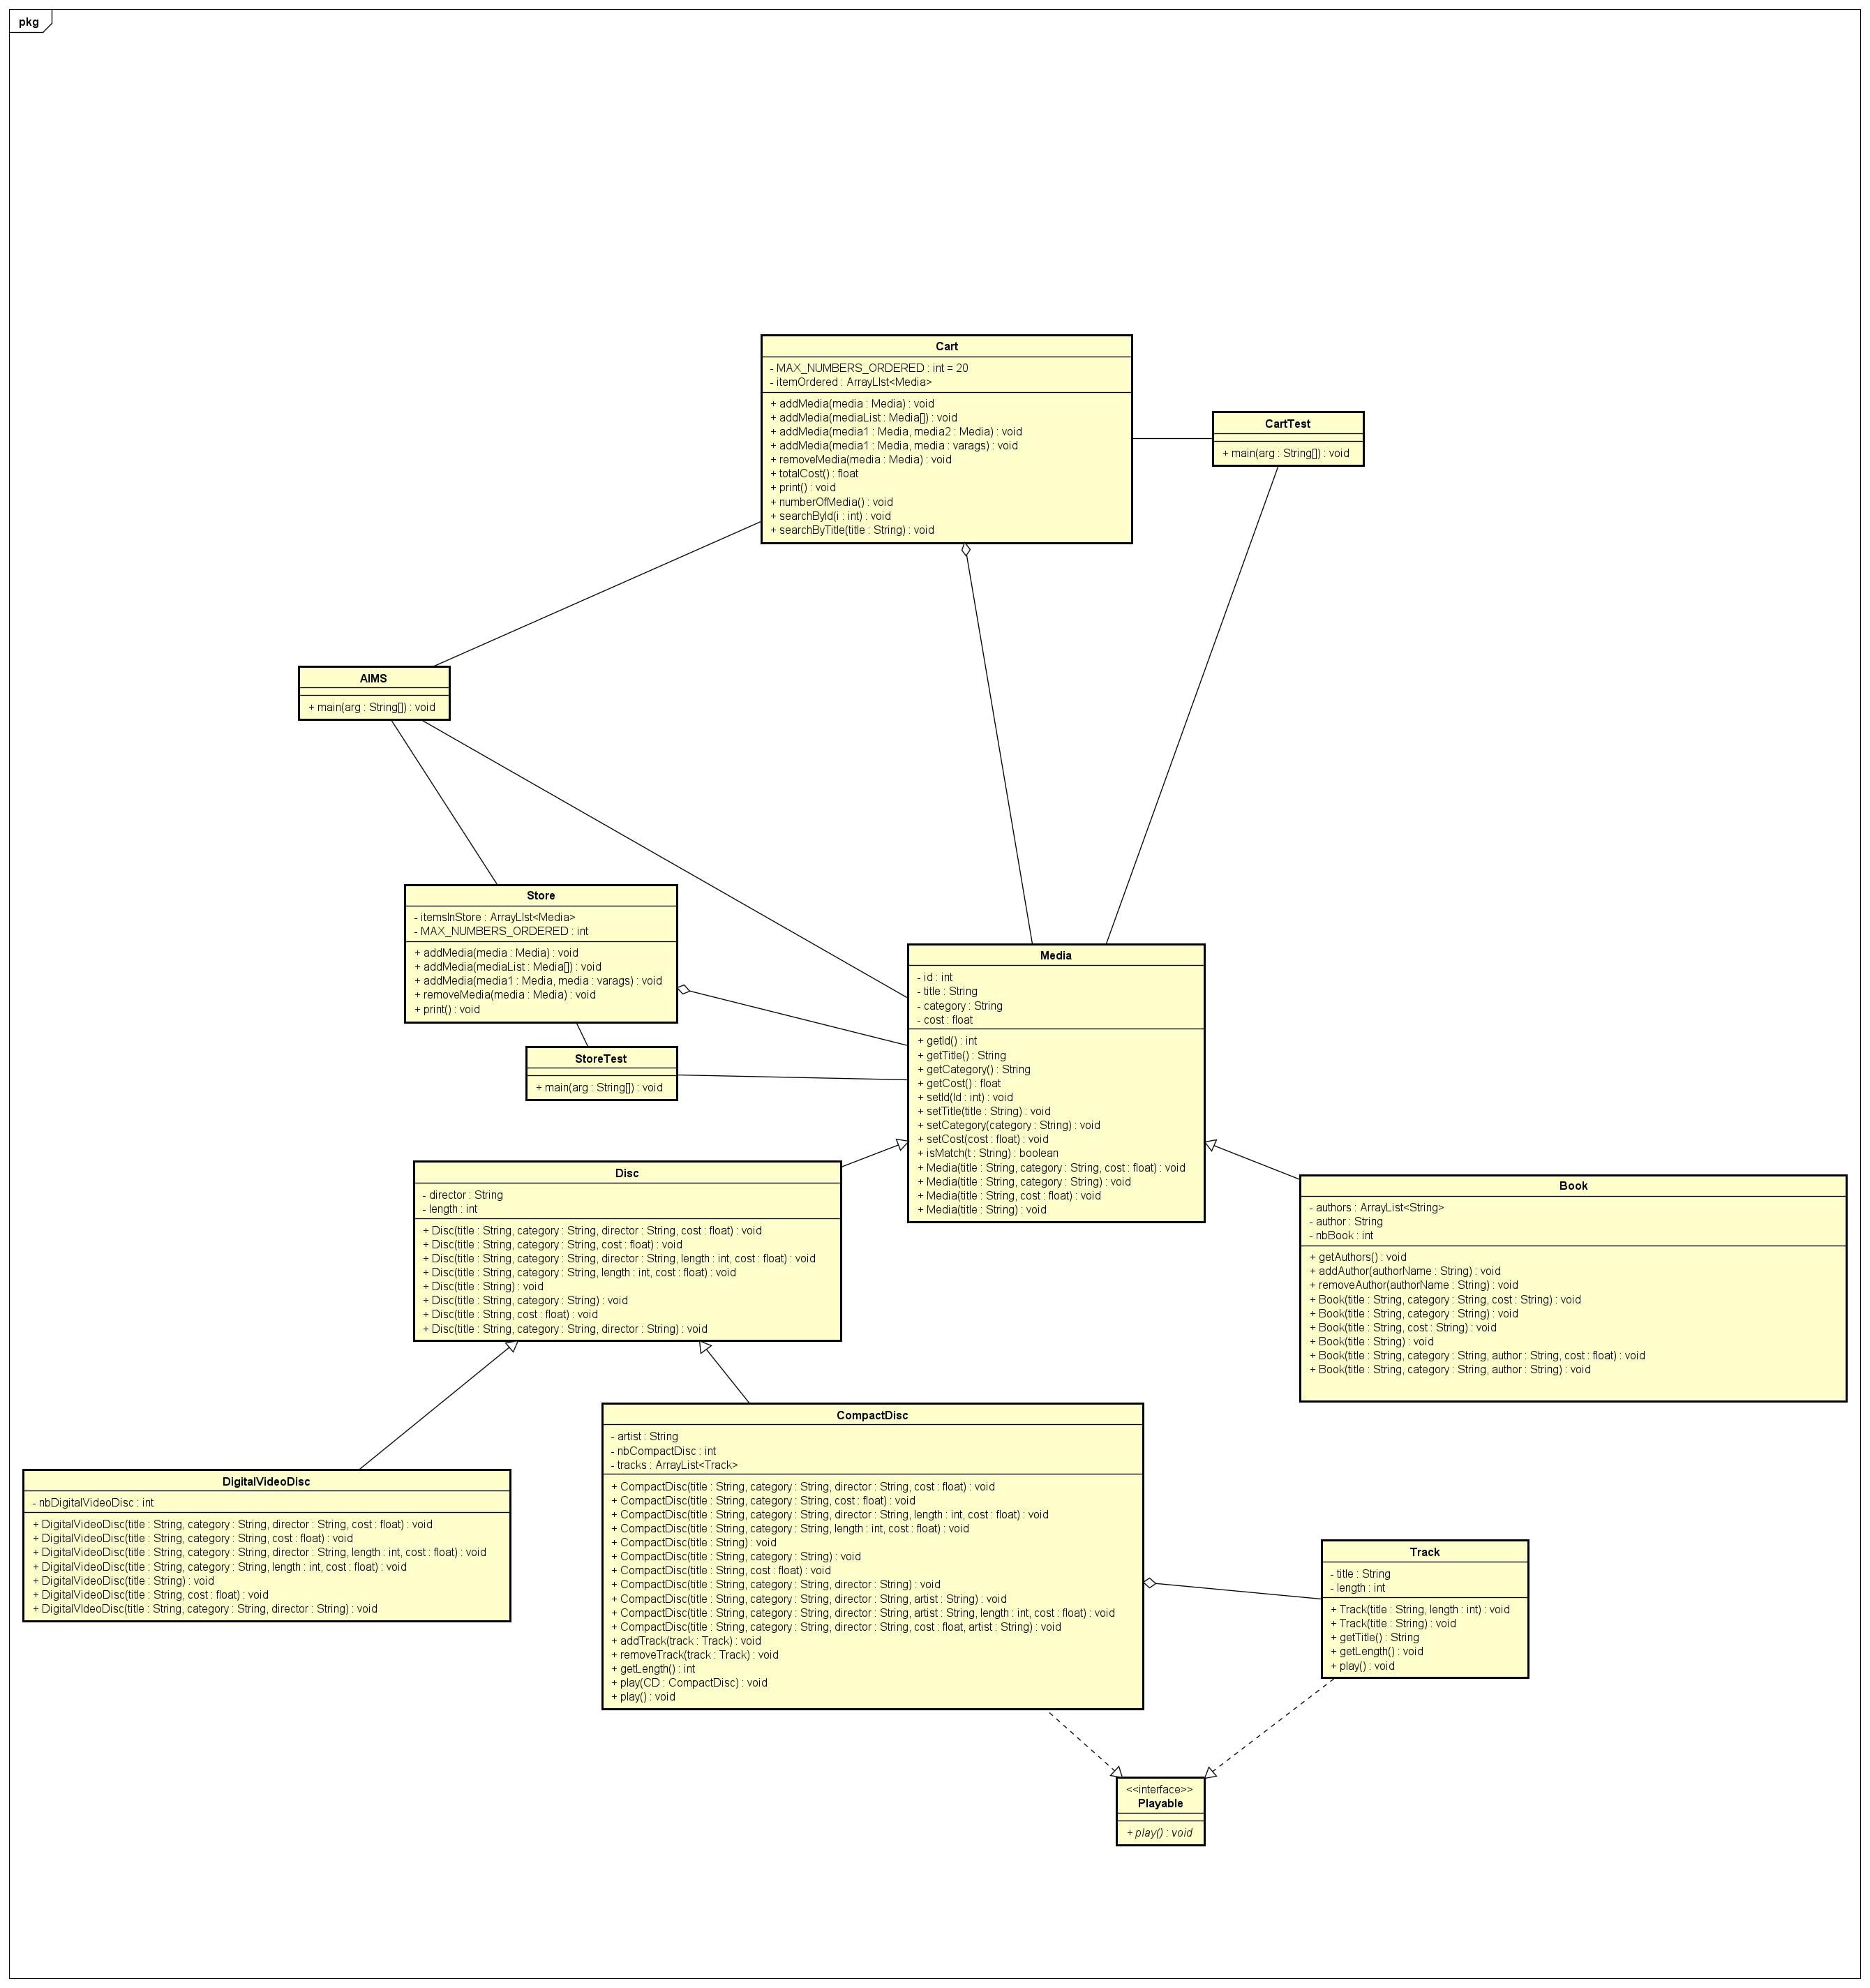 pkg
Cart
- MAX_NUMBERS_ORDERED : int = 20
- itemOrdered : ArrayLIst<Media>
+ addMedia(media : Media) : void
+ addMedia(mediaList : Media[]) : void
+ addMedia(media1 : Media, media2 : Media) : void
+ addMedia(media1 : Media, media : varags) : void
+ removeMedia(media : Media) : void
+ totalCost() : float
+ print() : void
+ numberOfMedia() : void
+ searchById(i : int) : void
+ searchByTitle(title : String) : void
CartTest
+ main(arg : String[]) : void
AIMS
+ main(arg : String[]) : void
Store
- itemsInStore : ArrayLIst<Media>
- MAX_NUMBERS_ORDERED : int
+ addMedia(media : Media) : void
+ addMedia(mediaList : Media[]) : void
+ addMedia(media1 : Media, media : varags) : void
+ removeMedia(media : Media) : void
+ print() : void
StoreTest
+ main(arg : String[]) : void
Media
- id : int
- title : String
- category : String
- cost : float
+ getId() : int
+ getTitle() : String
+ getCategory() : String
+ getCost() : float
+ setId(Id : int) : void
+ setTitle(title : String) : void
+ setCategory(category : String) : void
+ setCost(cost : float) : void
+ isMatch(t : String) : boolean
+ Media(title : String, category : String, cost : float) : void
+ Media(title : String, category : String) : void
+ Media(title : String, cost : float) : void
+ Media(title : String) : void
Disc
- director : String
- length : int
+ Disc(title : String, category : String, director : String, cost : float) : void
+ Disc(title : String, category : String, cost : float) : void
+ Disc(title : String, category : String, director : String, length : int, cost : float) : void
+ Disc(title : String, category : String, length : int, cost : float) : void
+ Disc(title : String) : void
+ Disc(title : String, category : String) : void
+ Disc(title : String, cost : float) : void
+ Disc(title : String, category : String, director : String) : void
Book
- authors : ArrayList<String>
- author : String
- nbBook : int
+ getAuthors() : void
+ addAuthor(authorName : String) : void
+ removeAuthor(authorName : String) : void
+ Book(title : String, category : String, cost : String) : void
+ Book(title : String, category : String) : void
+ Book(title : String, cost : String) : void
+ Book(title : String) : void
+ Book(title : String, category : String, author : String, cost : float) : void
+ Book(title : String, category : String, author : String) : void
DigitalVideoDisc
- nbDigitalVideoDisc : int
+ DigitalVideoDisc(title : String, category : String, director : String, cost : float) : void
+ DigitalVideoDisc(title : String, category : String, cost : float) : void
+ DigitalVideoDisc(title : String, category : String, director : String, length : int, cost : float) : void
+ DigitalVideoDisc(title : String, category : String, length : int, cost : float) : void
+ DigitalVideoDisc(title : String) : void
+ DigitalVideoDisc(title : String, cost : float) : void
+ DigitalVIdeoDisc(title : String, category : String, director : String) : void
CompactDisc
- artist : String
- nbCompactDisc : int
- tracks : ArrayList<Track>
+ CompactDisc(title : String, category : String, director : String, cost : float) : void
+ CompactDisc(title : String, category : String, cost : float) : void
+ CompactDisc(title : String, category : String, director : String, length : int, cost : float) : void
+ CompactDisc(title : String, category : String, length : int, cost : float) : void
+ CompactDisc(title : String) : void
+ CompactDisc(title : String, category : String) : void
+ CompactDisc(title : String, cost : float) : void
+ CompactDisc(title : String, category : String, director : String) : void
+ CompactDisc(title : String, category : String, director : String, artist : String) : void
+ CompactDisc(title : String, category : String, director : String, artist : String, length : int, cost : float) : void
+ CompactDisc(title : String, category : String, director : String, cost : float, artist : String) : void
+ addTrack(track : Track) : void
+ removeTrack(track : Track) : void
+ getLength() : int
+ play(CD : CompactDisc) : void
+ play() : void
Track
- title : String
- length : int
+ Track(title : String, length : int) : void
+ Track(title : String) : void
+ getTitle() : String
+ getLength() : void
+ play() : void
<<interface>>
Playable
+ play() : void